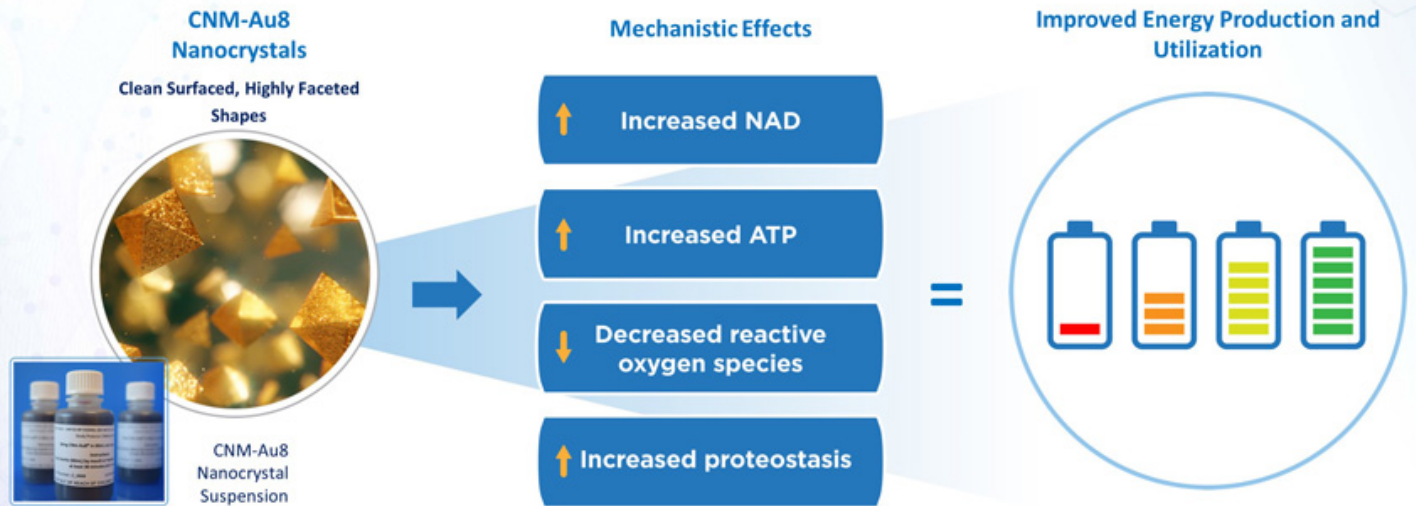 CNM-Au8
Nanocrystals
Clean Surfaced, Highly Faceted
Shapes
CNM-Au8
Nanocrystal
Suspension
Mechanistic Effects
Increased NAD
Increased ATP
Decreased reactive
oxygen species
Increased proteostasis
=
Improved Energy Production and
Utilization